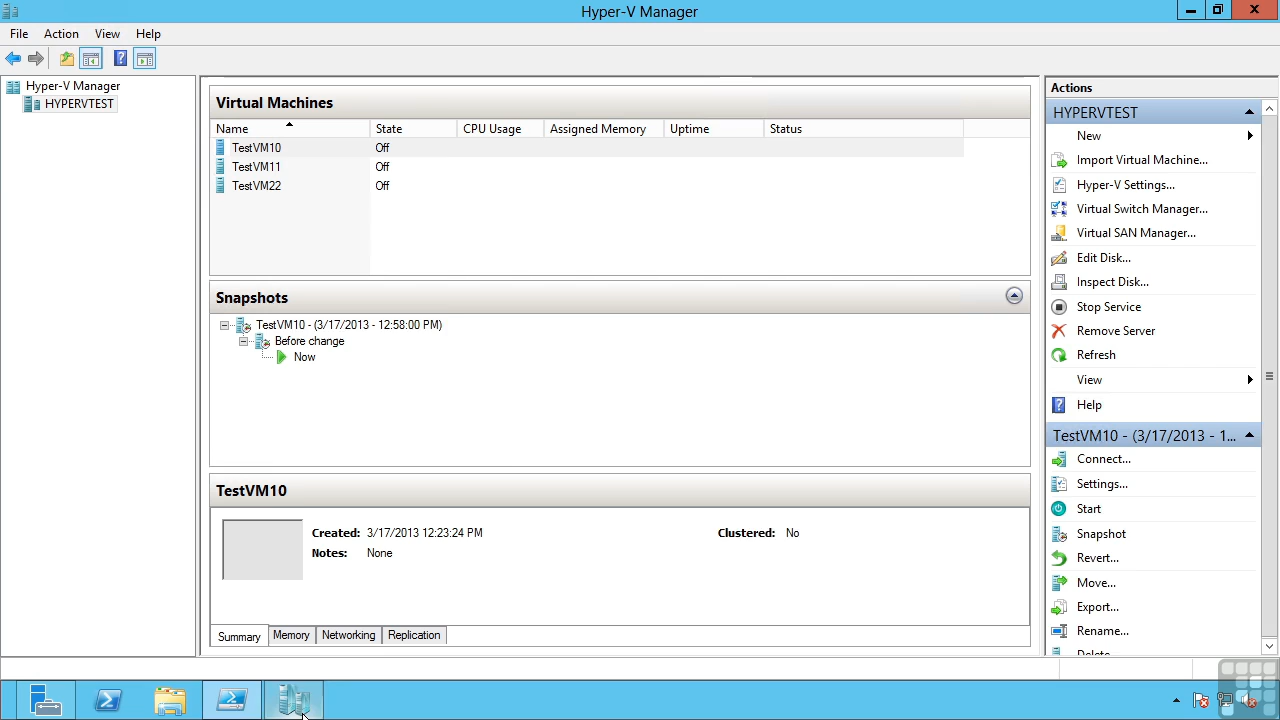 Hyper-V Manager
File Action View Help
Hyper-V Manager
HYPERVTEST
Virtual Machines
Name State CPU Usage Assigned Memory Uptime Status
TestVM10 Off
TestVM11 Off
TestVM22 Off
Snapshots
TestVM10 - (3/17/2013 - 12:58:00 PM)
Before change
Now
TestVM10
Created: 3/17/2013 12:23:24 PM Clustered: No
Notes: None
Summary Memory Networking Replication
Actions
HYPERVTEST
New
Import Virtual Machine...
Hyper-V Settings...
Virtual Switch Manager...
Virtual SAN Manager...
Edit Disk...
Inspect Disk...
Stop Service
Remove Server
Refresh
View
Help
TestVM10 - (3/17/2013 - 1...
Connect...
Settings...
Start
Snapshot
Revert...
Move...
Export...
Rename...
Delete...